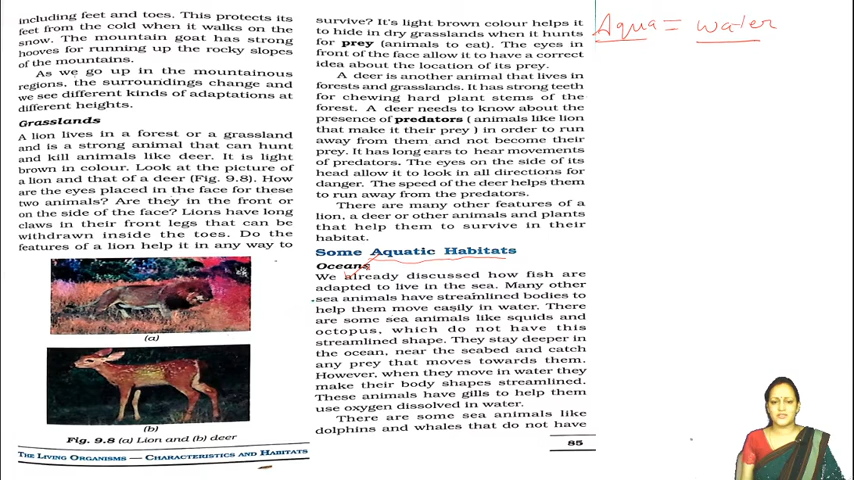 including feet and toes. This protects its
feet from the cold when it walks on the
snow. The mountain goat has strong
hooves for running up the rocky slopes
of the mountains.
As we go up in the mountainous
regions, the surroundings change and
we see different kinds of adaptations at
different heights.
Grasslands
A lion lives in a forest or a grassland
and is a strong animal that can hunt
and kill animals like deer. It is light
brown in colour. Look at the picture of
a lion and that of a deer (Fig. 9.8). How
are the eyes placed in the face for these
two animals? Are they in the front or
on the side of the face? Lions have long
claws in their front legs that can be
withdrawn inside the toes. Do the
features of a lion help it in any way to
(a)
(b)
Fig. 9.8 (a) Lion and (b) deer
THE LIVING ORGANISMS — CHARACTERISTICS AND HABITATS
survive? It's light brown colour helps it
to hide in dry grasslands when it hunts
for prey (animals to eat). The eyes in
front of the face allow it to have a correct
idea about the location of its prey.
A deer is another animal that lives in
forests and grasslands. It has strong teeth
for chewing hard plant stems of the
forest. A deer needs to know about the
presence of predators (animals like lion
that make it their prey) in order to run
away from them and not become their
prey. It has long ears to hear movements
of predators. The eyes on the side of its
head allow it to look in all directions for
danger. The speed of the deer helps them
to run away from the predators.
There are many other features of a
lion, a deer or other animals and plants
that help them to survive in their
habitat.
Some Aquatic Habitats
Oceans
We already discussed how fish are
adapted to live in the sea. Many other
sea animals have streamlined bodies to
help them move easily in water. There
are some sea animals like squids and
octopus, which do not have this
streamlined shape. They stay deeper in
the ocean, near the seabed and catch
any prey that moves towards them.
However, when they move in water they
make their body shapes streamlined.
These animals have gills to help them
use oxygen dissolved in water.
There are some sea animals like
dolphins and whales that do not have
85
Aqua = water